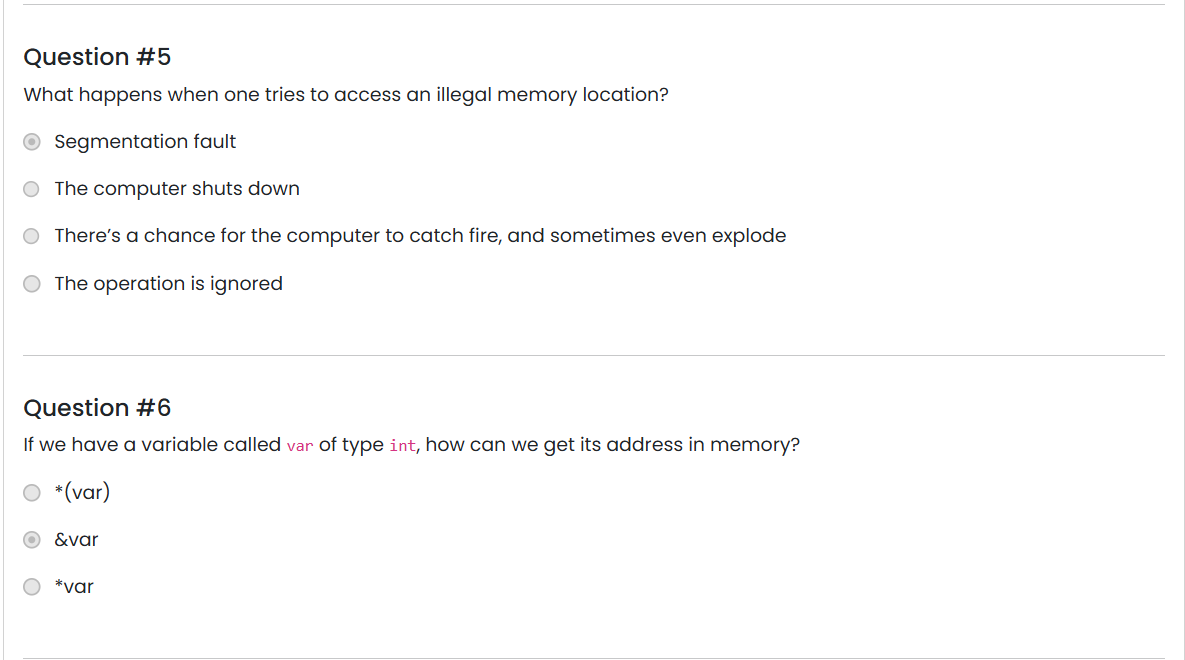 Question #5
What happens when one tries to access an illegal memory location?
Segmentation fault
The computer shuts down
There’s a chance for the computer to catch fire, and sometimes even explode
The operation is ignored
Question #6
If we have a variable called var of type int, how can we get its address in memory?
*(var)
&var
*var